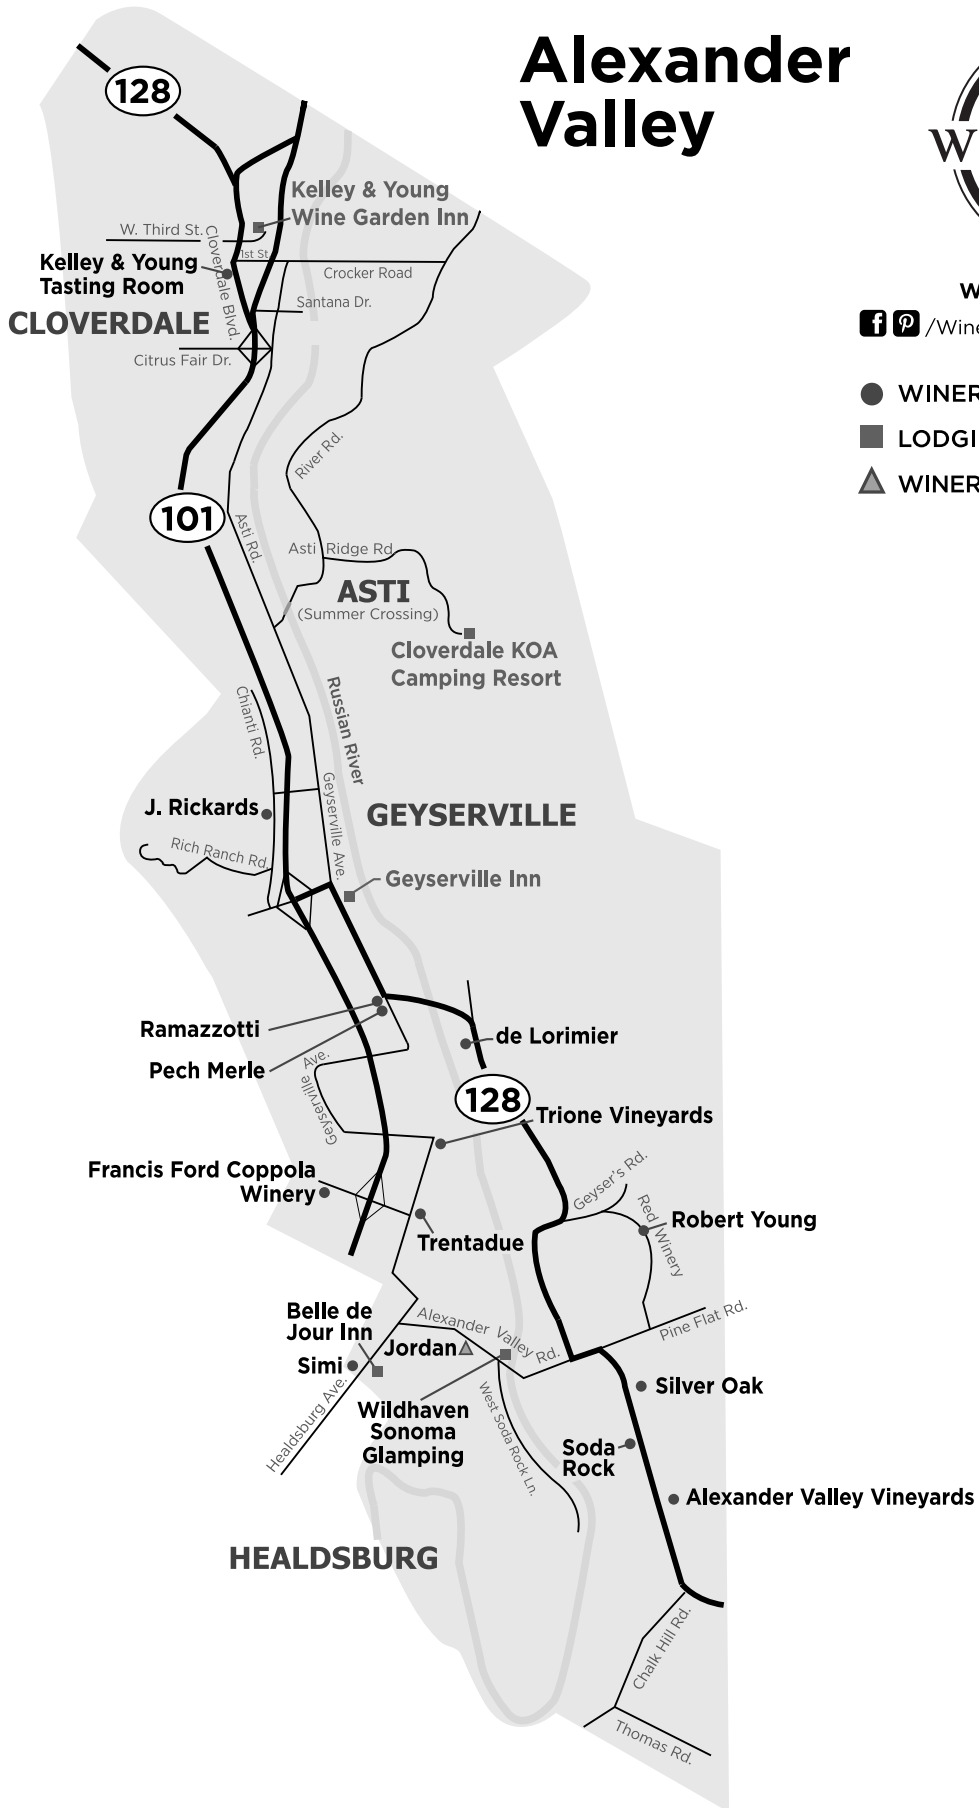 Alexander
Valley
128
W
Kelley & Young
Wine Garden Inn
W. Third St.
Cloverdale Blvd.
1st St.
Kelley & Young
Tasting Room
Crocker Road
Santana Dr.
CLOVERDALE
Citrus Fair Dr.
W
/Wine
WINER
LODGI
WINER
River Rd.
101
Asti Rd.
Asti Ridge Rd.
ASTI
(Summer Crossing)
Cloverdale KOA
Camping Resort
Russian River
Chianti Rd.
Geyserville Ave.
J. Rickards
GEYSERVILLE
Rich Ranch Rd.
Geyserville Inn
Ramazzotti
de Lorimier
Pech Merle
Geyserville Ave.
128
Trione Vineyards
Francis Ford Coppola
Winery
Geyser's Rd.
Red Winery
Robert Young
Trentadue
Belle de
Jour Inn
Alexander Valley Rd.
Pine Flat Rd.
Jordan
Simi
Healdsburg Ave.
Wildhaven
Sonoma
Glamping
West Soda Rock Ln.
Silver Oak
Soda
Rock
Alexander Valley Vineyards
HEALDSBURG
Chalk Hill Rd.
Thomas Rd.